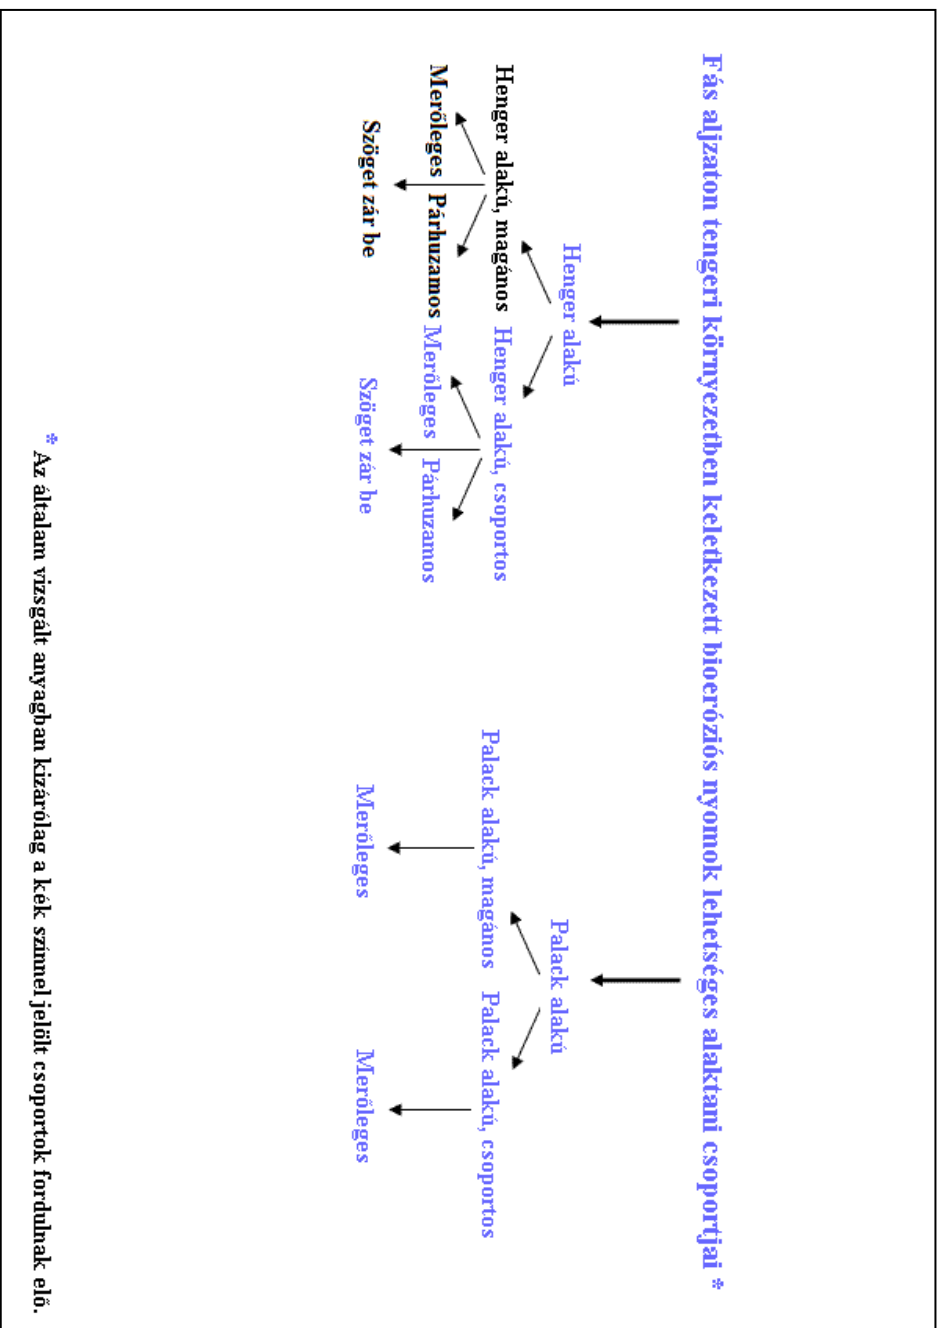 Fás aljzaton tengeri környezetben keletkezett bioeróziós nyomok lehetséges alaktani csoportjai *
Henger alakú
Palack alakú
Henger alakú, magános
Henger alakú, csoportos
Palack alakú, magános
Palack alakú, csoportos
Merőleges
Párhuzamos
Merőleges
Párhuzamos
Szöget zár be
Szöget zár be
Merőleges
Merőleges
* Az általam vizsgált anyagban kizárólag a kék színnel jelölt csoportok fordulnak elő.